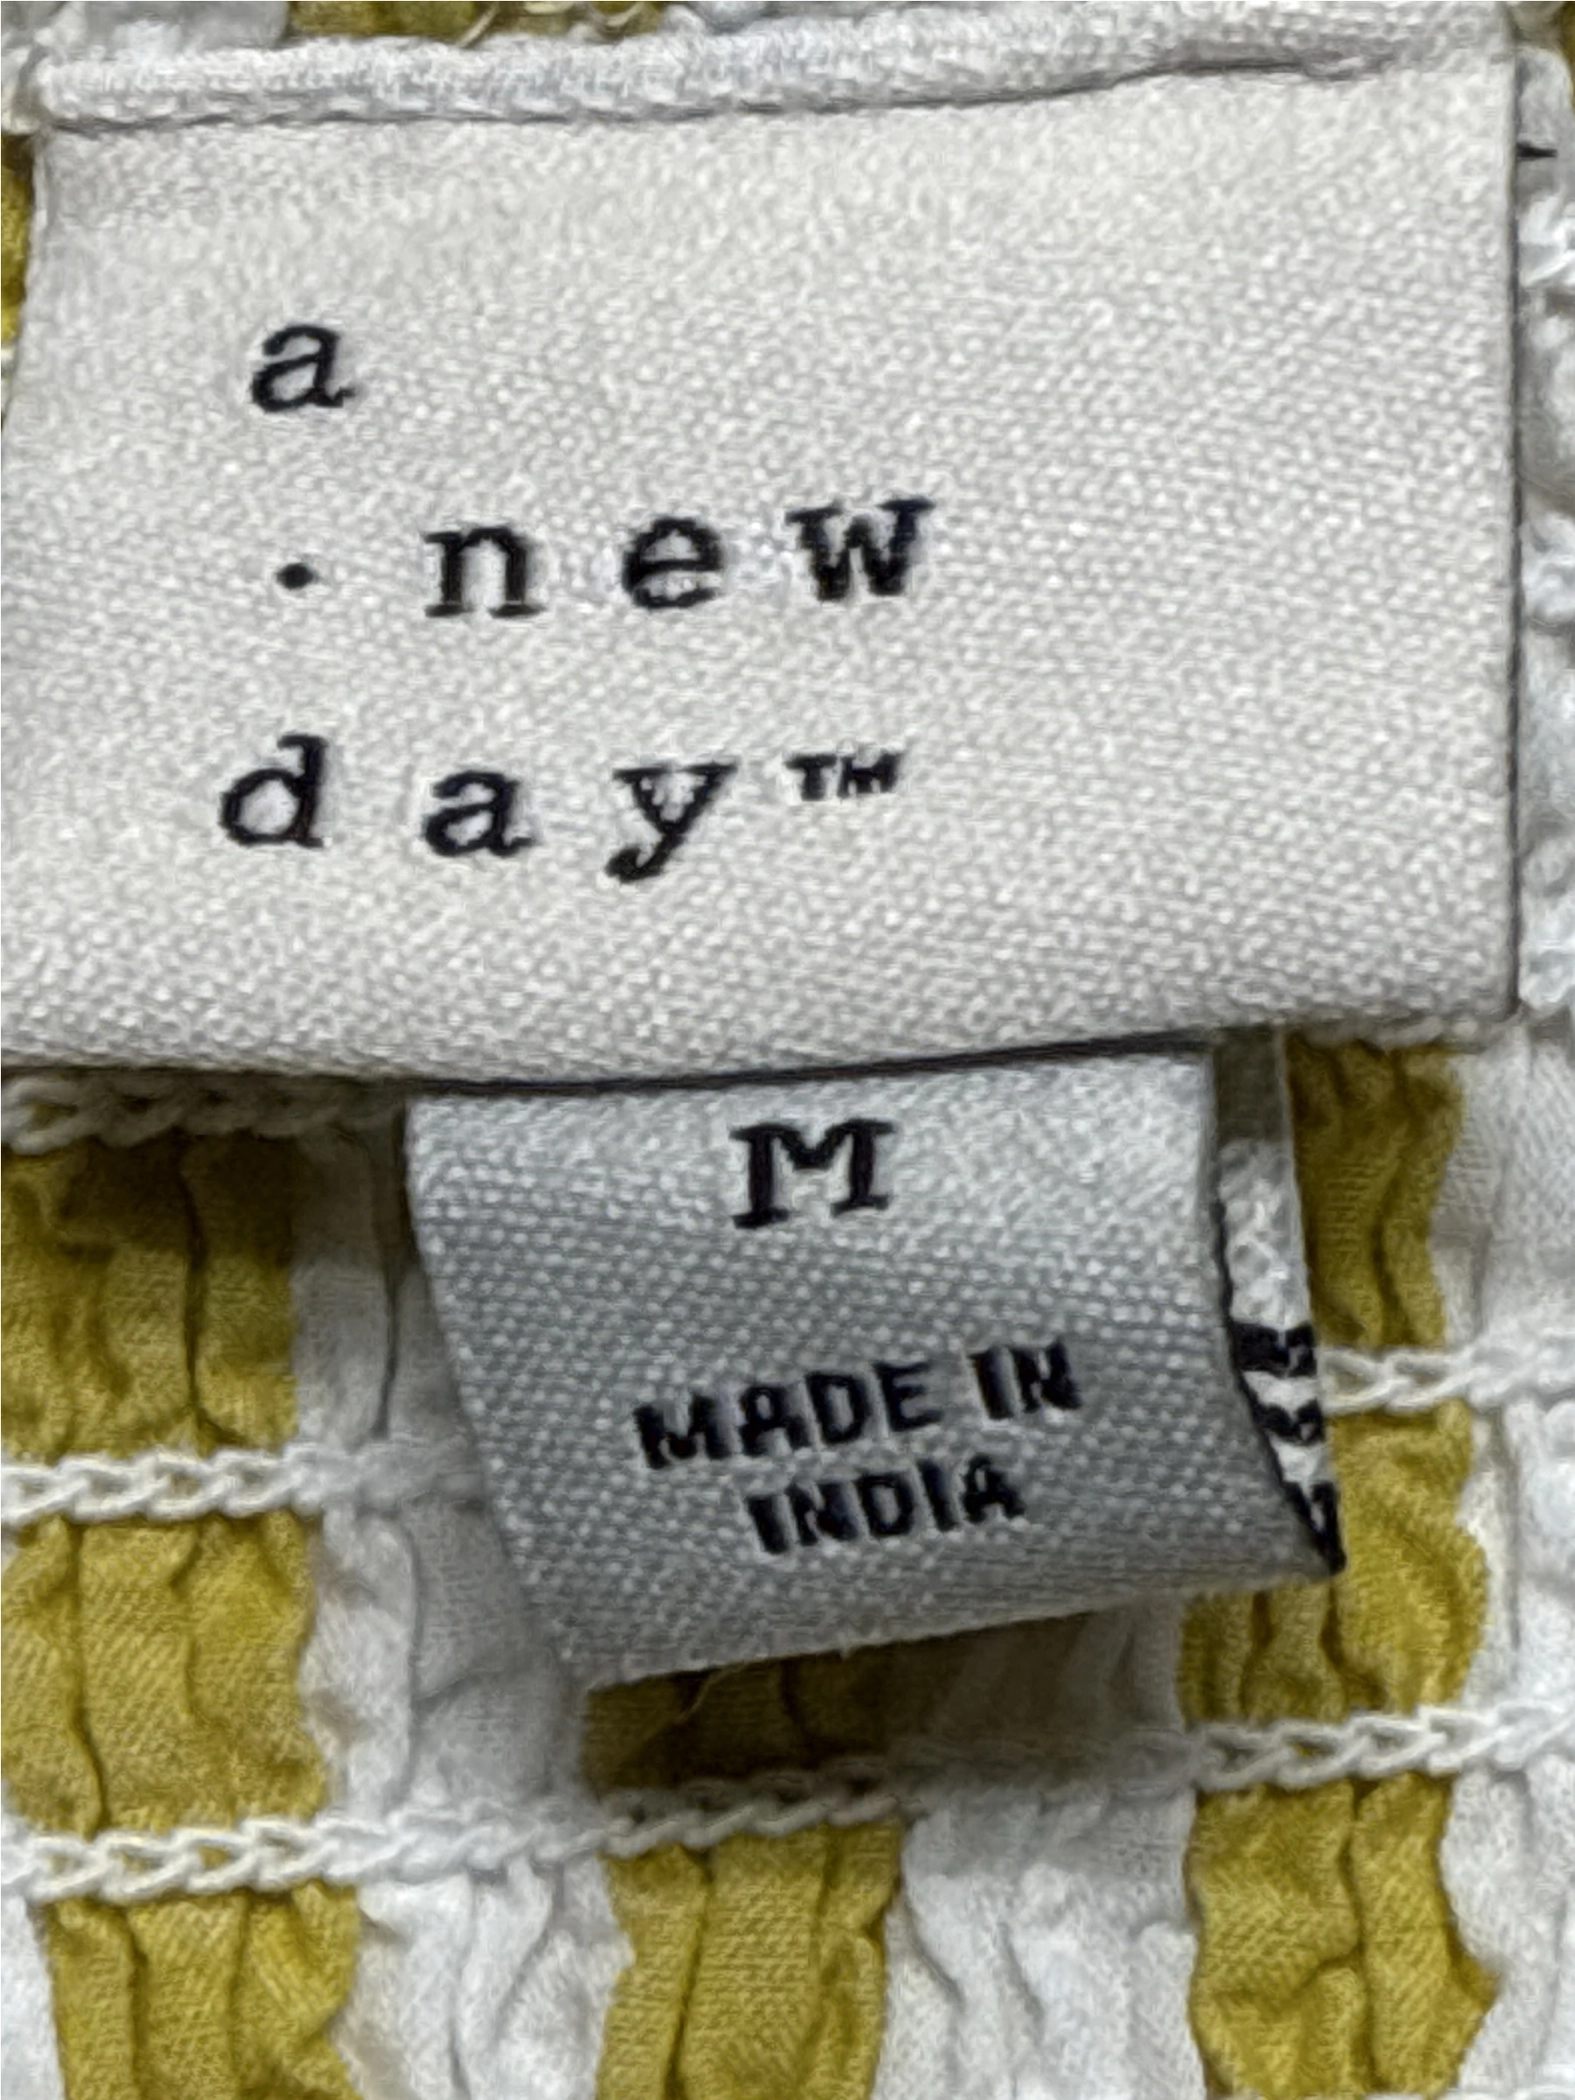 a
· new
day™
M
MADE IN
INDIA